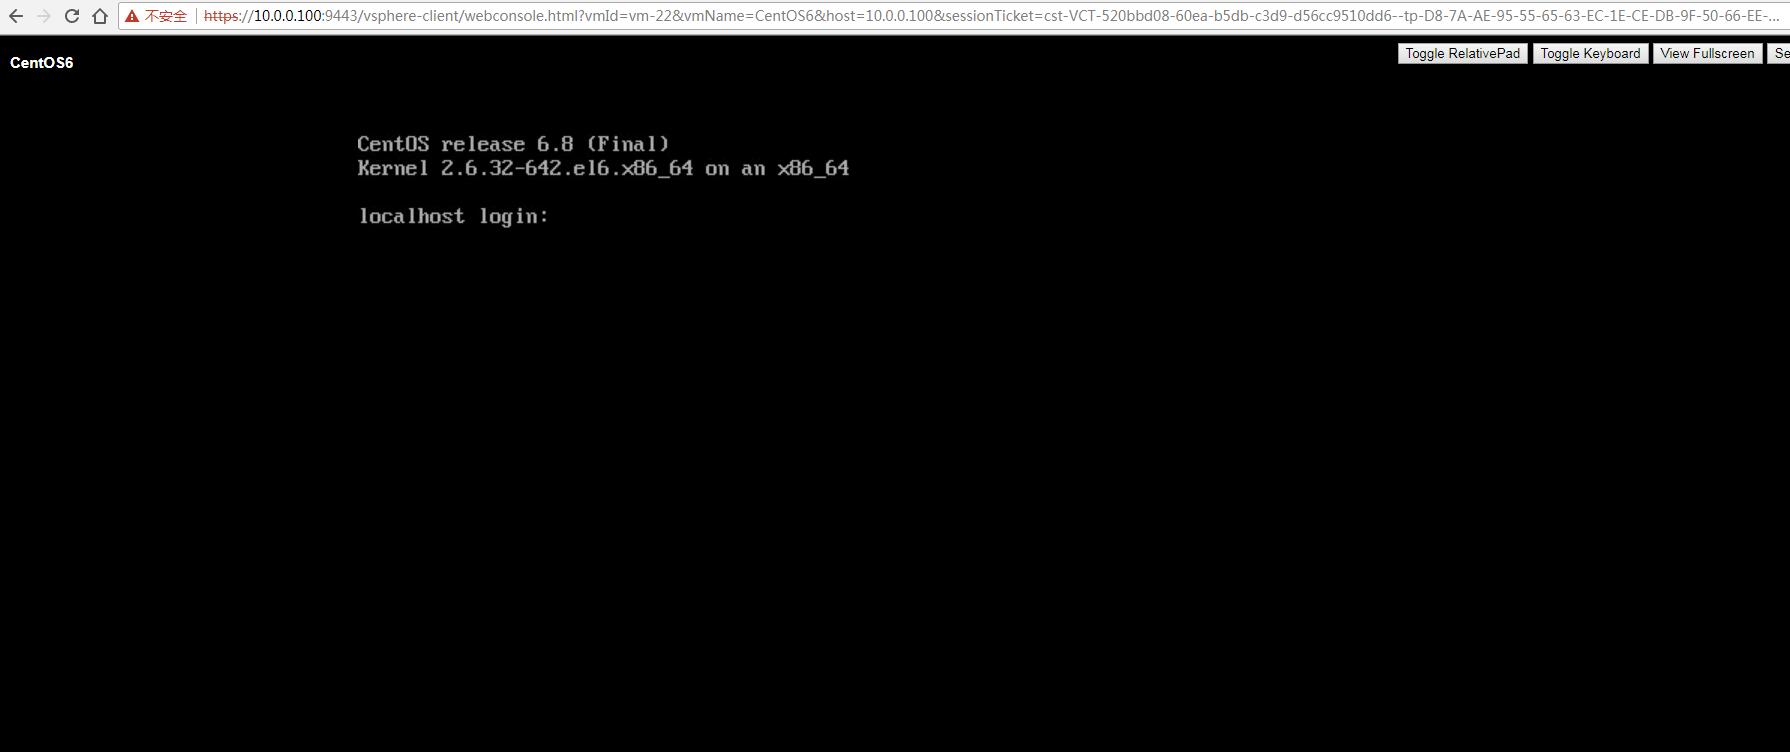 不安全 https://10.0.0.100:9443/vsphere-client/webconsole.html?vmId=vm-22&vmName=CentOS6&host=10.0.0.100&sessionTicket=cst-VCT-520bbd08-60ea-b5db-c3d9-d56cc9510dd6--tp-D8-7A-AE-95-55-65-63-EC-1E-CE-DB-9F-50-66-EE-...
CentOS6
Toggle RelativePad Toggle Keyboard View Fullscreen Se
CentOS release 6.8 (Final)
Kernel 2.6.32-642.el6.x86_64 on an x86_64
localhost login: